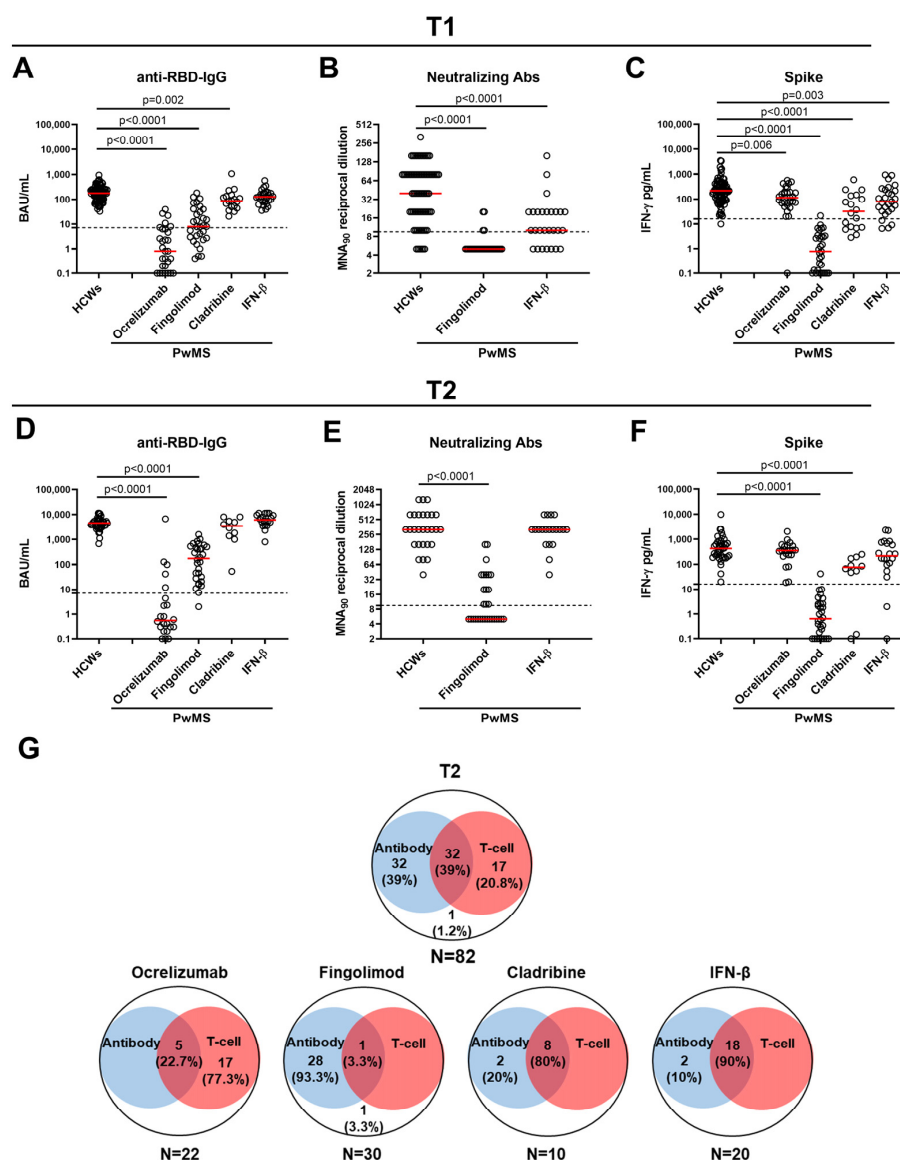 T1
A
anti-RBD-IgG
p=0.002
p<0.0001
p<0.0001
100,000
10,000
1,000
100
10
1
0.1
BAU/mL
HCWs
Ocrelizumab
Fingolimod
Cladribine
IFN-β
PwMS
B
Neutralizing Abs
p<0.0001
p<0.0001
512
256
128
64
32
16
8
4
2
MNA90 reciprocal dilution
HCWs
Fingolimod
IFN-β
PwMS
C
Spike
p=0.003
p<0.0001
p<0.0001
p=0.006
100,000
10,000
1,000
100
10
1
0.1
IFN-γ pg/mL
HCWs
Ocrelizumab
Fingolimod
Cladribine
IFN-β
PwMS
T2
D
anti-RBD-IgG
p<0.0001
p<0.0001
100,000
10,000
1,000
100
10
1
0.1
BAU/mL
HCWs
Ocrelizumab
Fingolimod
Cladribine
IFN-β
PwMS
E
Neutralizing Abs
p<0.0001
2048
1024
512
256
128
64
32
16
8
4
2
MNA90 reciprocal dilution
HCWs
Fingolimod
IFN-β
PwMS
F
Spike
p<0.0001
p<0.0001
100,000
10,000
1,000
100
10
1
0.1
IFN-γ pg/mL
HCWs
Ocrelizumab
Fingolimod
Cladribine
IFN-β
PwMS
G
T2
Antibody
32
(39%)
32
(39%)
T-cell
17
(20.8%)
1
(1.2%)
N=82
Ocrelizumab
Antibody
5
(22.7%)
T-cell
17
(77.3%)
N=22
Fingolimod
Antibody
28
(93.3%)
1
(3.3%)
T-cell
1
(3.3%)
N=30
Cladribine
Antibody
2
(20%)
8
(80%)
T-cell
N=10
IFN-β
Antibody
2
(10%)
18
(90%)
T-cell
N=20